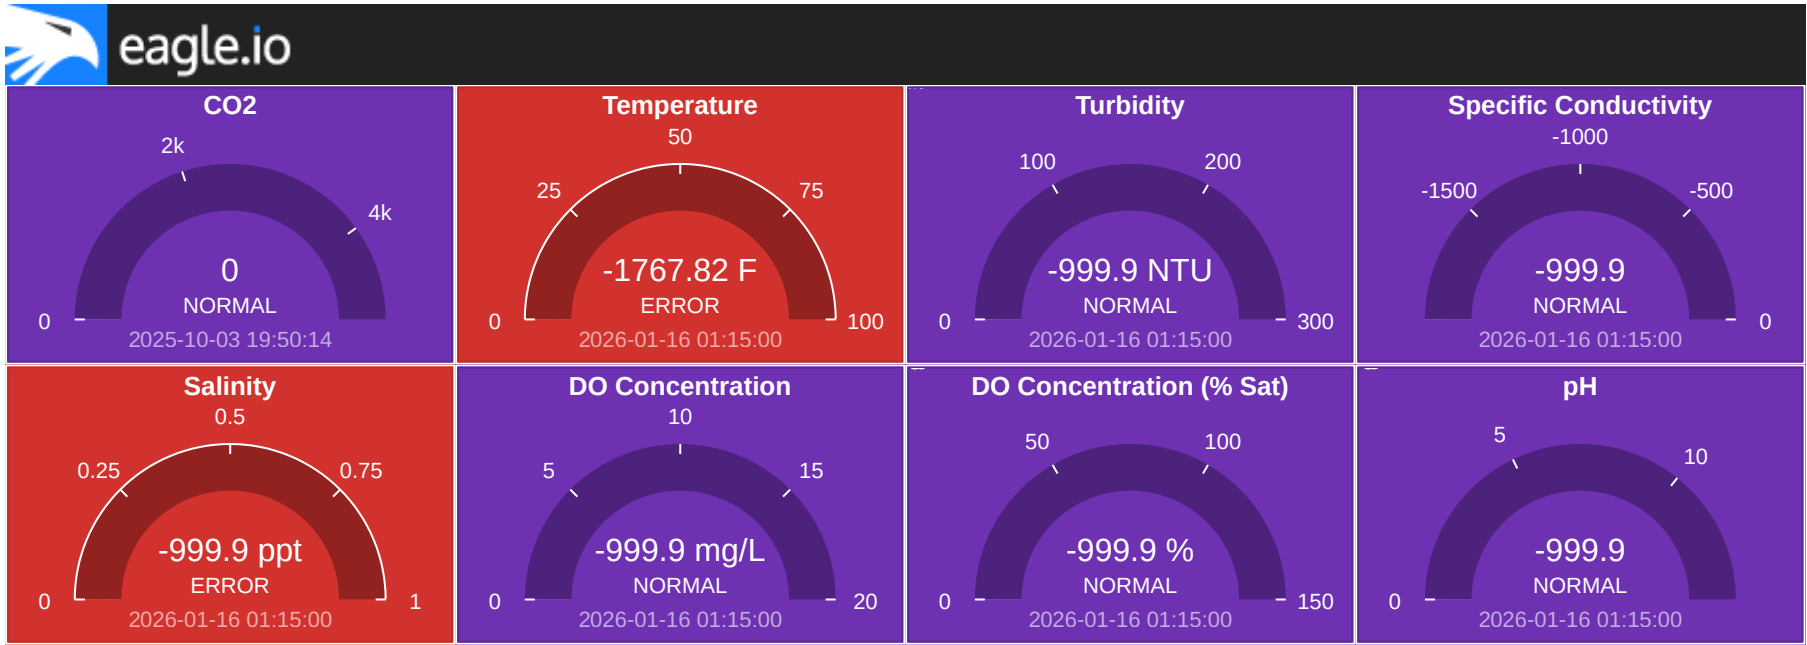 eagle.io
CO2
2k
4k
0
0
NORMAL
2025-10-03 19:50:14
Temperature
50
25
75
-1767.82 F
ERROR
0
100
2026-01-16 01:15:00
Turbidity
100
200
-999.9 NTU
NORMAL
0
300
2026-01-16 01:15:00
Specific Conductivity
-1000
-1500
-500
-999.9
NORMAL
0
2026-01-16 01:15:00
Salinity
0.5
0.25
0.75
-999.9 ppt
ERROR
0
1
2026-01-16 01:15:00
DO Concentration
10
5
15
-999.9 mg/L
NORMAL
0
20
2026-01-16 01:15:00
DO Concentration (% Sat)
50
100
-999.9 %
NORMAL
0
150
2026-01-16 01:15:00
pH
5
10
-999.9
NORMAL
0
2026-01-16 01:15:00